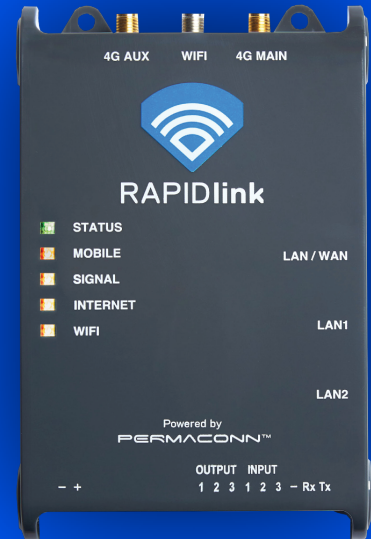 4G AUX WIFI 4G MAIN
RAPIDlink
STATUS
MOBILE
LAN / WAN
SIGNAL
INTERNET
LAN1
WIFI
LAN2
Powered by
PERMACONN™
OUTPUT INPUT
– + 1 2 3 1 2 3 – Rx Tx